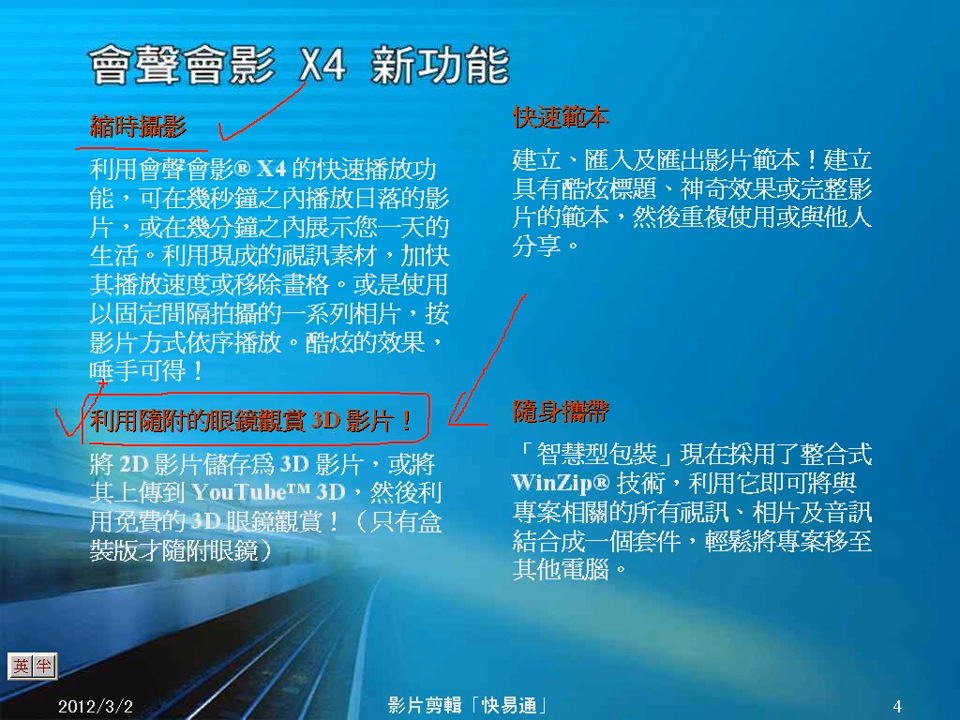 會聲會影 X4 新功能
縮時攝影
利用會聲會影® X4 的快速播放功
能，可在幾秒鐘之內播放日落的影
片，或在幾分鐘之內展示您一天的
生活。利用現成的視訊素材，加快
其播放速度或移除畫格。或是使用
以固定間隔拍攝的一系列相片，按
影片方式依序播放。酷炫的效果，
唾手可得！
利用隨附的眼鏡觀賞 3D 影片！
將 2D 影片儲存為 3D 影片，或將
其上傳到 YouTube™ 3D，然後利
用免費的 3D 眼鏡觀賞！（只有盒
裝版才隨附眼鏡）
快速範本
建立、匯入及匯出影片範本！建立
具有酷炫標題、神奇效果或完整影
片的範本，然後重複使用或與他人
分享。
隨身攜帶
「智慧型包裝」現在採用了整合式
WinZip® 技術，利用它即可將與
專案相關的所有視訊、相片及音訊
結合成一個套件，輕鬆將專案移至
其他電腦。
英半
2012/3/2
影片剪輯「快易通」
4